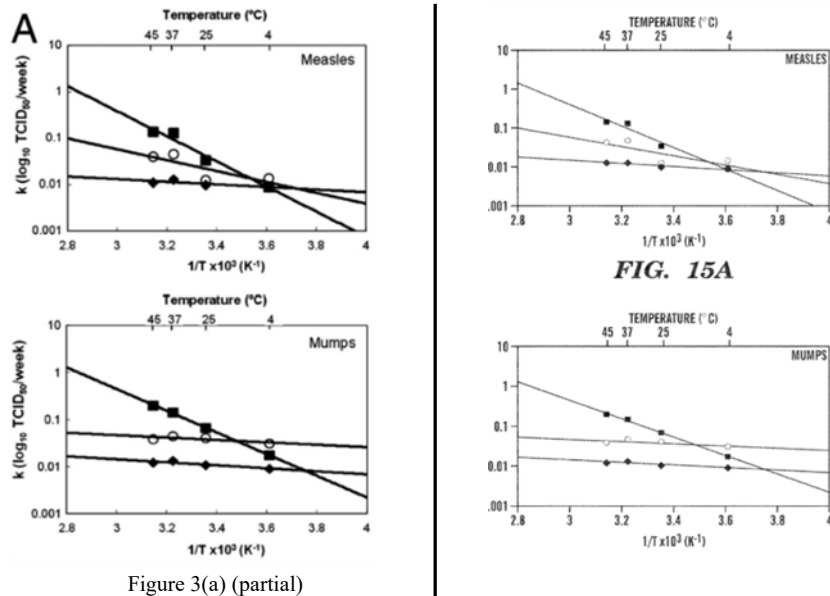 A
Temperature (ºC)
45 37 25 4
Measles
k (log10 TCID50/week)
10
1
0.1
0.01
0.001
2.8 3 3.2 3.4 3.6 3.8 4
1/T x10³ (K-1)
Temperature (ºC)
45 37 25 4
Mumps
k (log10 TCID50/week)
10
1
0.1
0.01
0.001
2.8 3 3.2 3.4 3.6 3.8 4
1/T x10³ (K-1)
Figure 3(a) (partial)
TEMPERATURE (°C)
45 37 25 4
MEASLES
10
1
0.1
0.01
.001
2.8 3 3.2 3.4 3.6 3.8 4
1/T x10³ (K-1)
FIG. 15A
TEMPERATURE (°C)
45 37 25 4
MUMPS
10
1
0.1
0.01
.001
2.8 3 3.2 3.4 3.6 3.8 4
1/T x10³ (K-1)